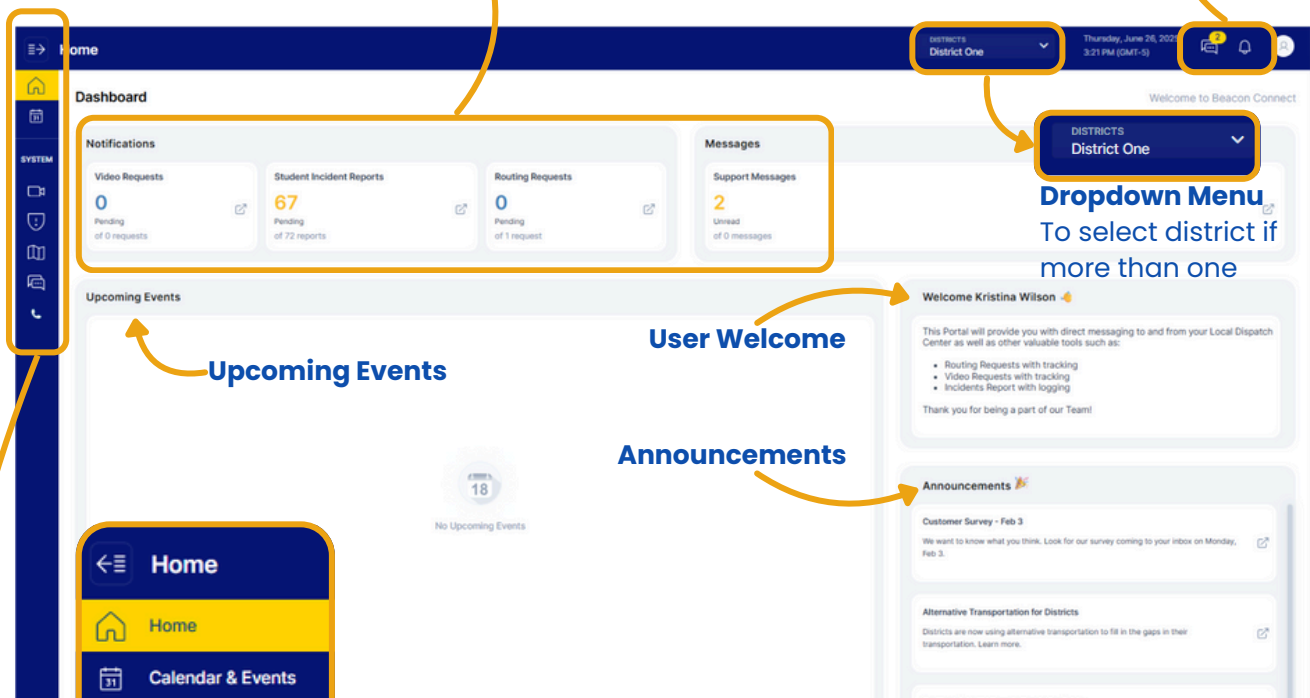 Home
DISTRICTS
District One
Thursday, June 26, 2025
3:21 PM (GMT-5)
2
31
SYSTEM
Dashboard
Welcome to Beacon Connect
Notifications
Video Requests
0
Pending
of 0 requests
Student Incident Reports
67
Pending
of 72 reports
Routing Requests
0
Pending
of 1 request
Messages
Support Messages
2
Unread
of 0 messages
DISTRICTS
District One
Dropdown Menu
To select district if
more than one
Upcoming Events
Upcoming Events
18
No Upcoming Events
User Welcome
Welcome Kristina Wilson
This Portal will provide you with direct messaging to and from your Local Dispatch
Center as well as other valuable tools such as:
• Routing Requests with tracking
• Video Requests with tracking
• Incidents Report with logging
Thank you for being a part of our Team!
Announcements
Announcements
Customer Survey - Feb 3
We want to know what you think. Look for our survey coming to your inbox on Monday,
Feb 3.
Alternative Transportation for Districts
Districts are now using alternative transportation to fill in the gaps in their
transportation. Learn more.
Home
Home
31
Calendar & Events